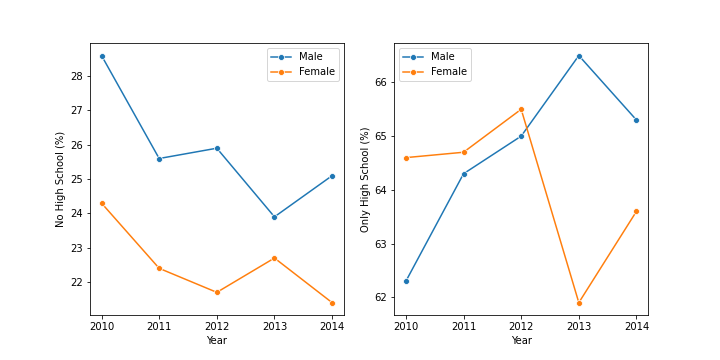 Male
Female
28
27
26
25
24
23
22
No High School (%)
2010 2011 2012 2013 2014
Year
Male
Female
66
65
64
63
62
Only High School (%)
2010 2011 2012 2013 2014
Year